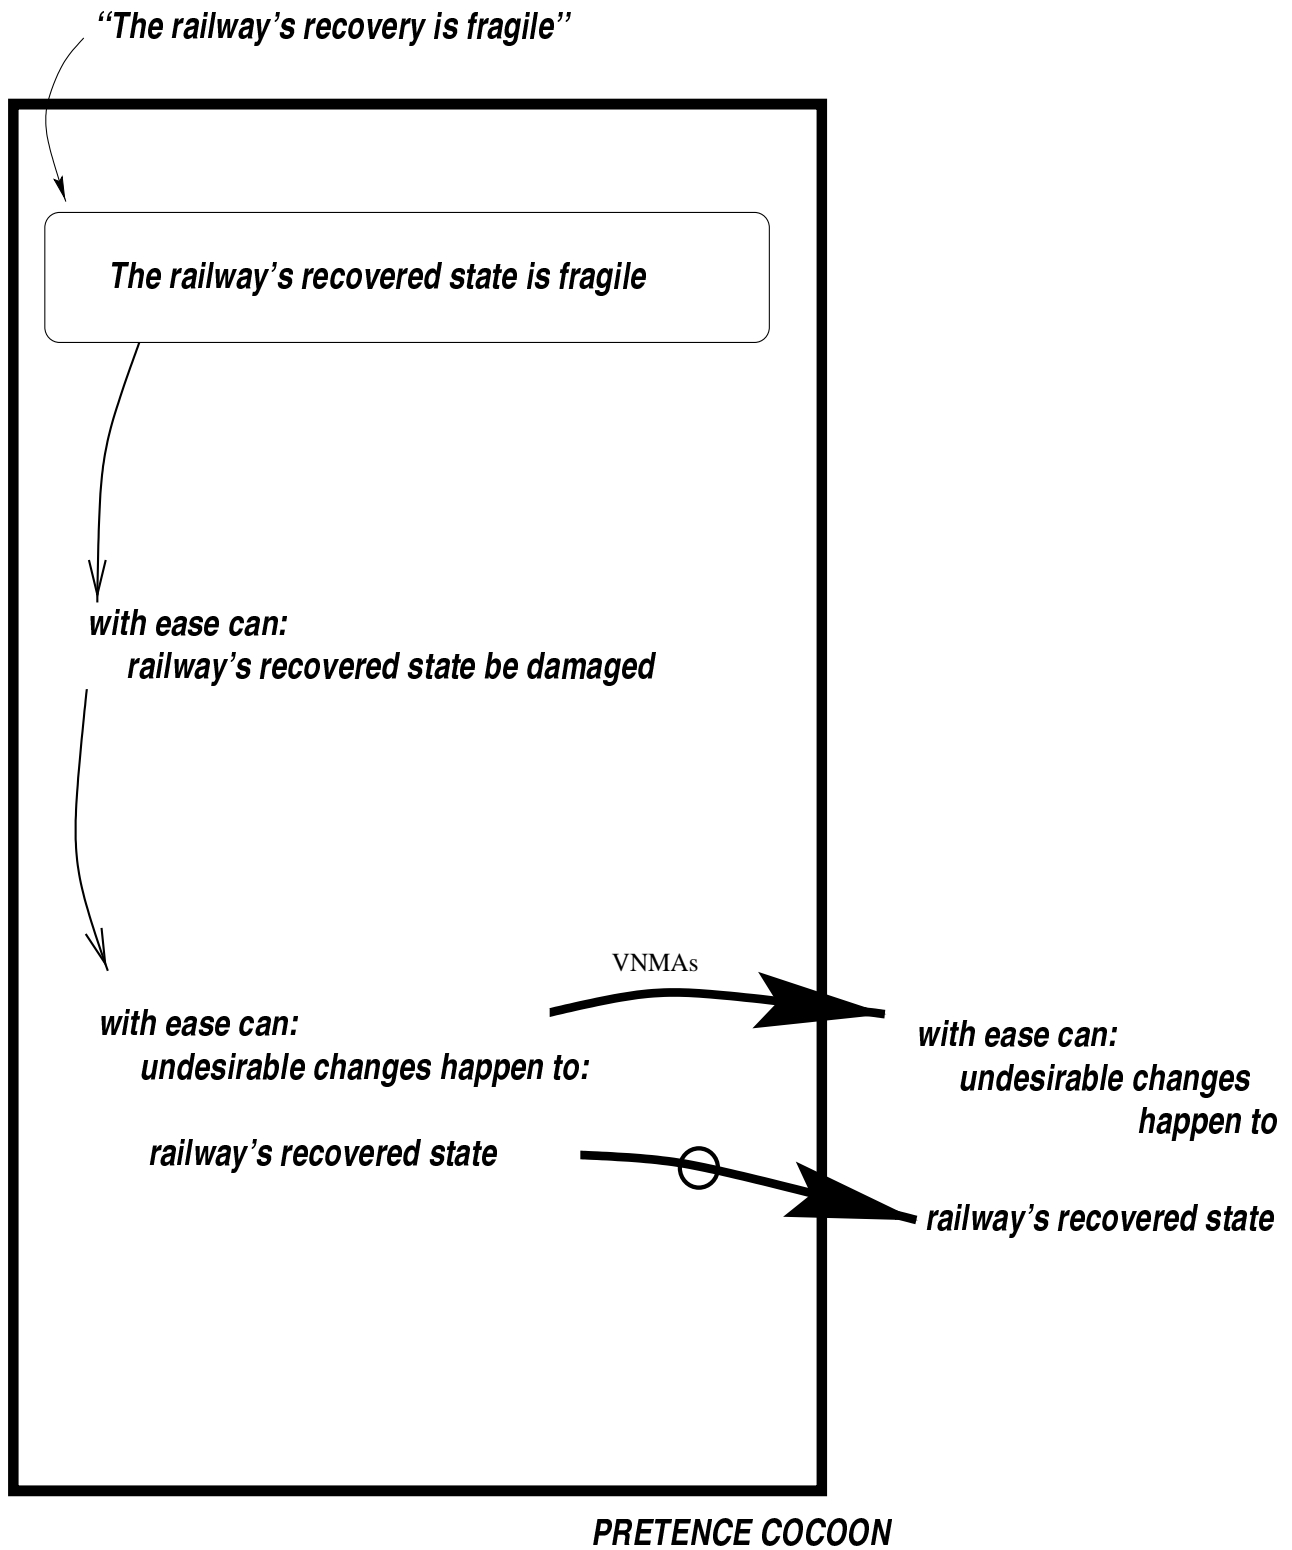 “The railway’s recovery is fragile”
The railway’s recovered state is fragile
with ease can:
railway’s recovered state be damaged
VNMAs
with ease can:
undesirable changes happen to:
railway’s recovered state
with ease can:
undesirable changes
happen to
railway’s recovered state
PRETENCE COCOON